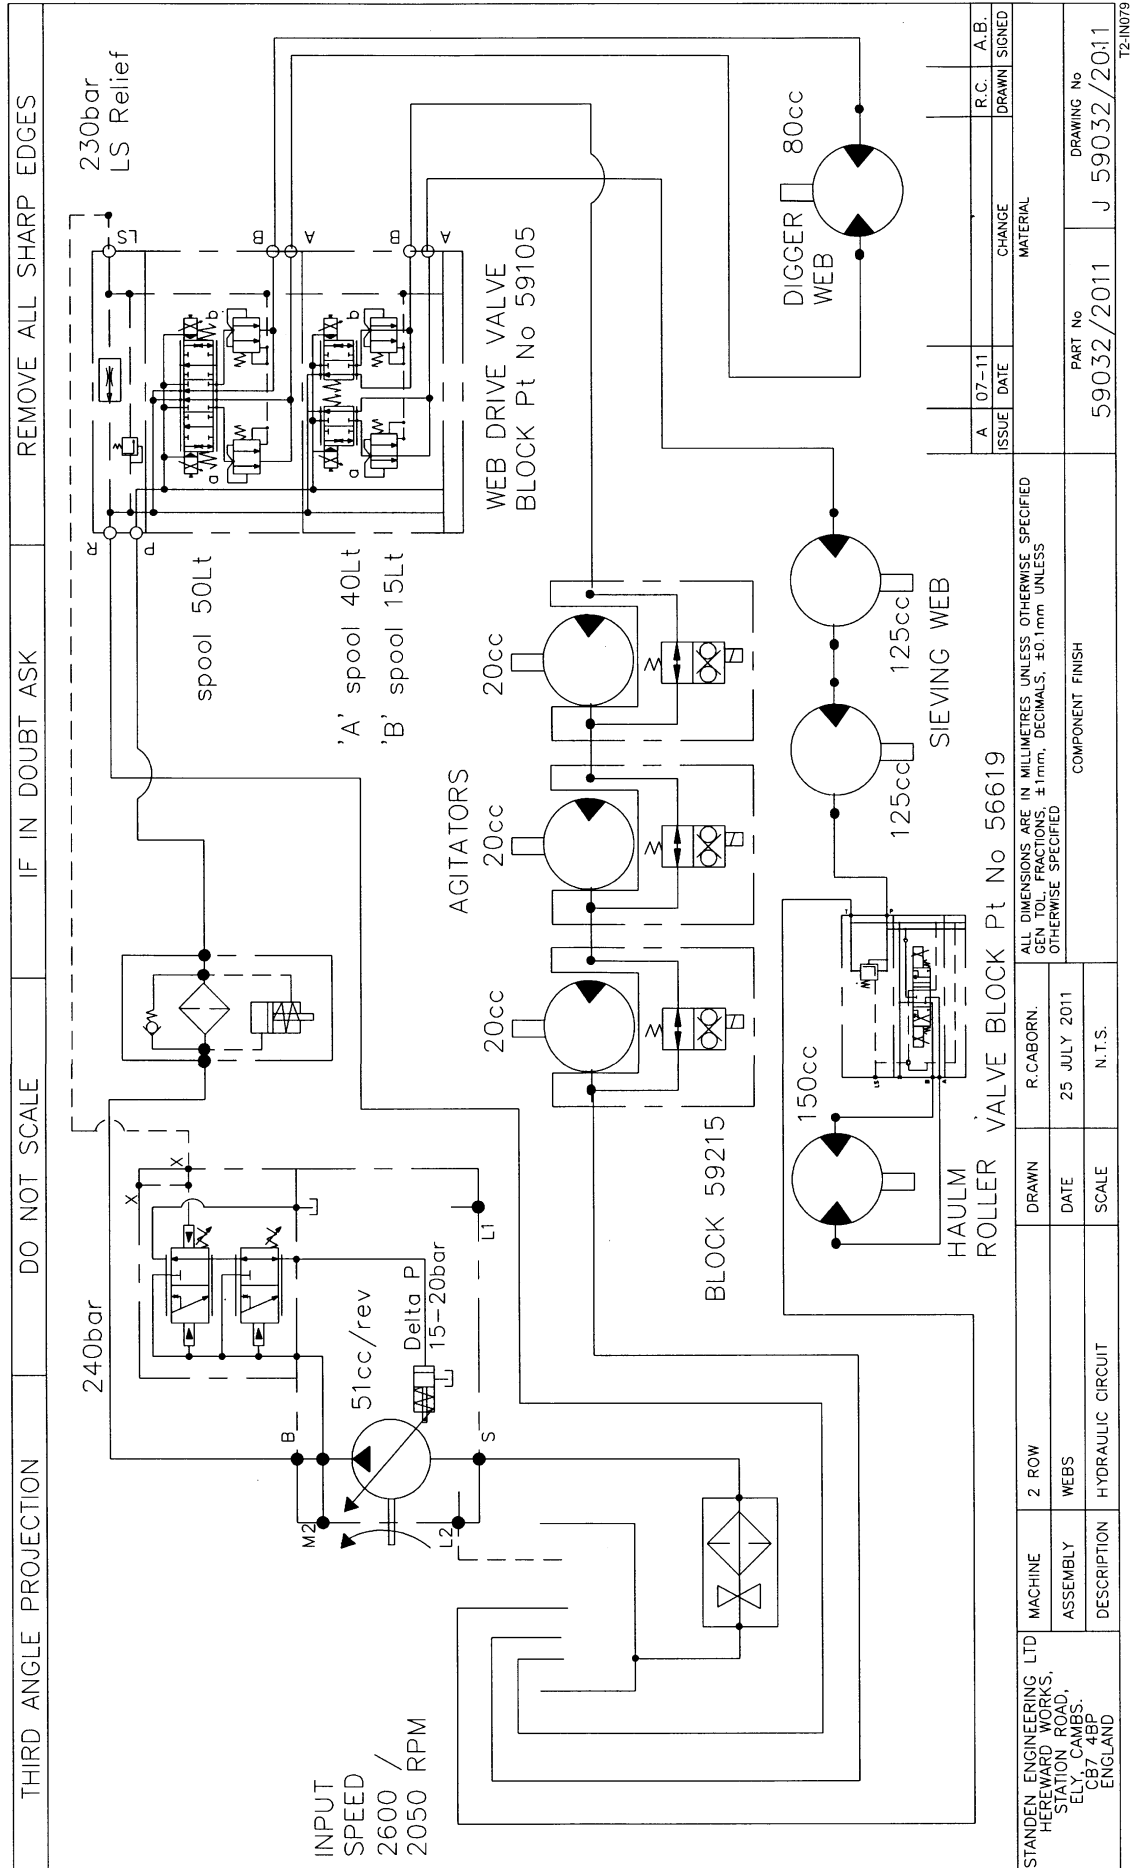 THIRD ANGLE PROJECTION
DO NOT SCALE
IF IN DOUBT ASK
REMOVE ALL SHARP EDGES
INPUT
SPEED
2600 /
2050 RPM
240bar
X
X
B
M2
51cc/rev
Delta P
15-20bar
S
L2
L1
R
P
LS
230bar
LS Relief
B
A
B
A
a
b
a
b
spool 50Lt
'A' spool 40Lt
'B' spool 15Lt
WEB DRIVE VALVE
BLOCK Pt No 59105
AGITATORS
20cc
20cc
20cc
BLOCK 59215
DIGGER
WEB
80cc
150cc
HAULM
ROLLER
VALVE BLOCK Pt No 56619
T
P
LS
B
A
125cc
125cc
SIEVING WEB
STANDEN ENGINEERING LTD
HEREWARD WORKS,
STATION ROAD,
ELY, CAMBS.
CB7 4BP
ENGLAND
MACHINE
2 ROW
ASSEMBLY
WEBS
DESCRIPTION
HYDRAULIC CIRCUIT
DRAWN
R.CABORN.
DATE
25 JULY 2011
SCALE
N.T.S.
ALL DIMENSIONS ARE IN MILLIMETRES UNLESS OTHERWISE SPECIFIED
GEN TOL, FRACTIONS, ±1mm, DECIMALS, ±0.1mm UNLESS
OTHERWISE SPECIFIED
COMPONENT FINISH
A
07-11
R.C.
A.B.
ISSUE
DATE
CHANGE
DRAWN
SIGNED
MATERIAL
PART No
59032/2011
DRAWING No
J 59032/2011
T2-IN079